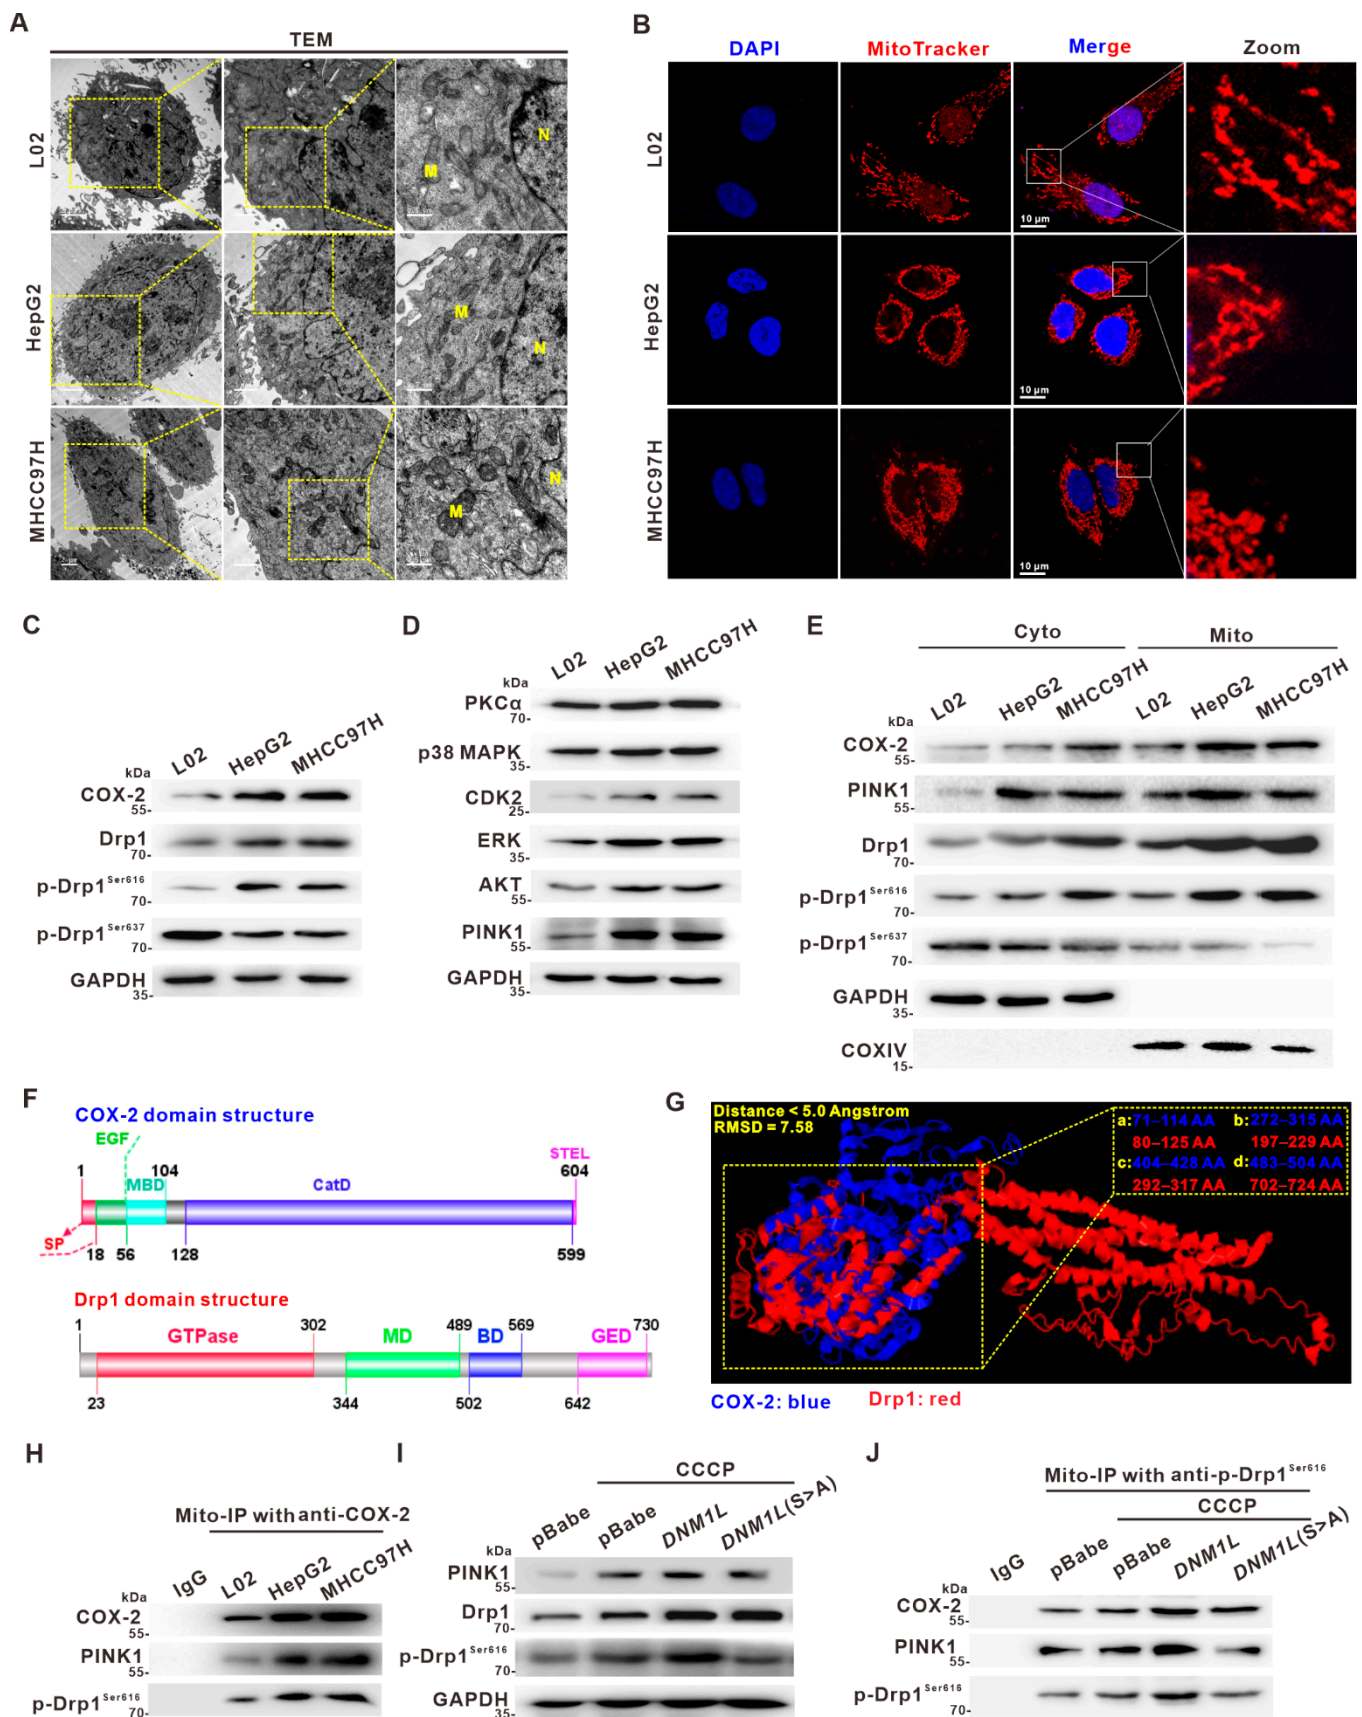 A
TEM
L02
HepG2
MHCC97H
M
N
M
N
M
N
B
DAPI
MitoTracker
Merge
Zoom
L02
HepG2
MHCC97H
10 μm
10 μm
10 μm
C
L02
HepG2
MHCC97H
kDa
COX-2
55-
Drp1
70-
p-Drp1Ser616
p-Drp1Ser637
70-
GAPDH
35-
D
L02
HepG2
MHCC97H
kDa
PKCα
70-
p38 MAPK
35-
CDK2
25-
ERK
35-
AKT
55-
PINK1
55-
GAPDH
35-
E
Cyto
Mito
L02
HepG2
MHCC97H
L02
HepG2
MHCC97H
kDa
COX-2
55-
PINK1
55-
Drp1
70-
p-Drp1Ser616
70-
p-Drp1Ser637
70-
GAPDH
35-
COXIV
15-
F
COX-2 domain structure
EGF
STEL
1
104
604
MBD
CatD
SP
18
56
128
599
Drp1 domain structure
1
302
489
569
730
GTPase
MD
BD
GED
23
344
502
642
G
Distance < 5.0 Angstrom
RMSD = 7.58
a: 71–114 AA
80–125 AA
b: 272–315 AA
197–229 AA
c: 404–428 AA
292–317 AA
d: 483–504 AA
702–724 AA
COX-2: blue
Drp1: red
H
Mito-IP with anti-COX-2
IgG
L02
HepG2
MHCC97H
kDa
COX-2
55-
PINK1
55-
p-Drp1Ser616
70-
I
CCCP
pBabe
pBabe
DNM1L
DNM1L(S>A)
kDa
PINK1
55-
Drp1
70-
p-Drp1Ser616
70-
GAPDH
35-
J
Mito-IP with anti-p-Drp1Ser616
CCCP
IgG
pBabe
pBabe
DNM1L
DNM1L(S>A)
kDa
COX-2
55-
PINK1
55-
p-Drp1Ser616
70-